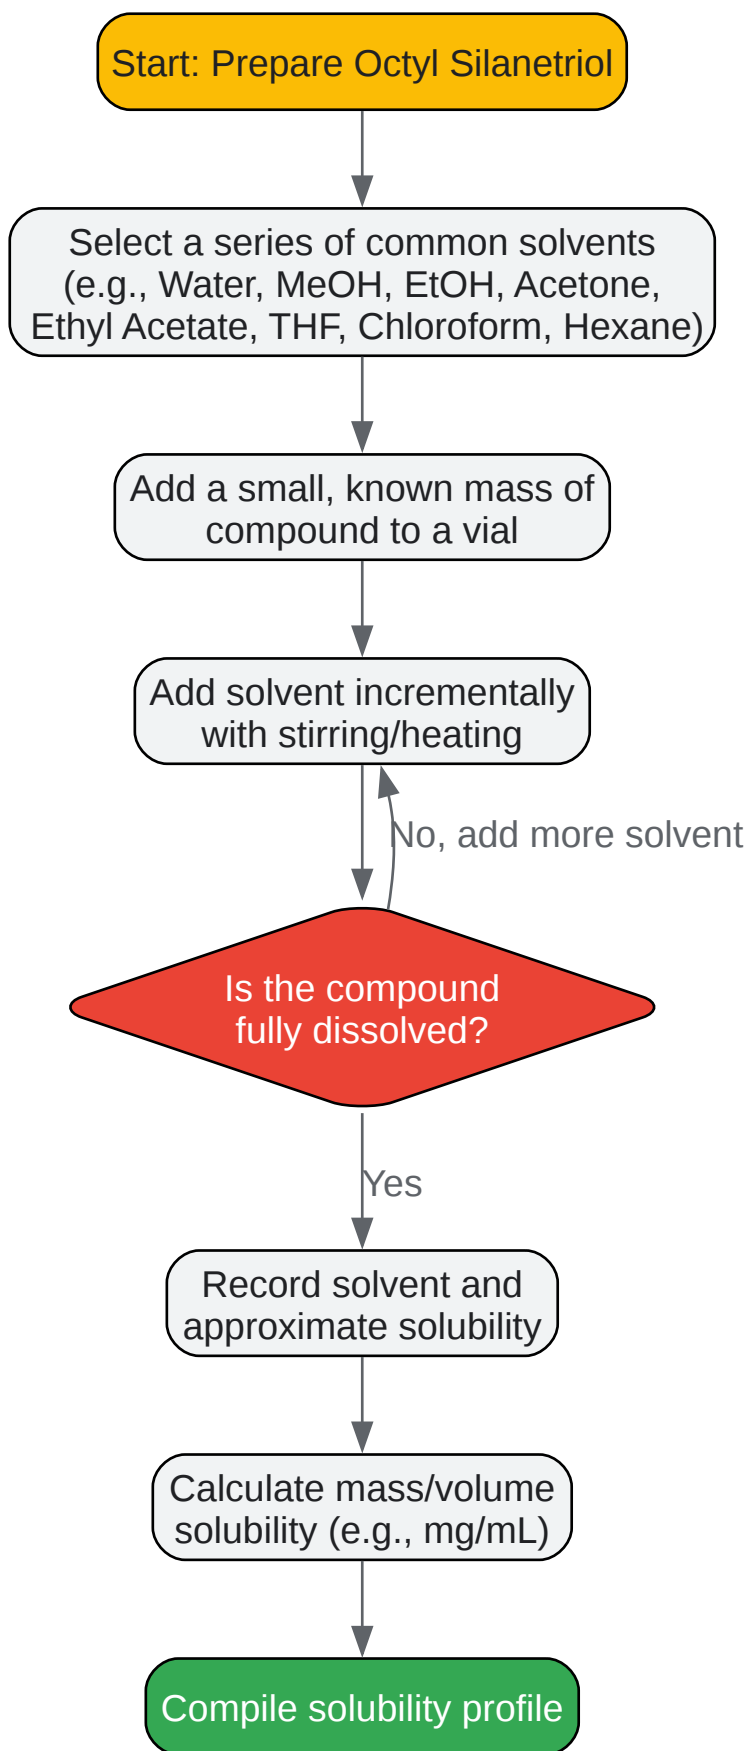 Start: Prepare Octyl Silanetriol
Select a series of common solvents
(e.g., Water, MeOH, EtOH, Acetone,
Ethyl Acetate, THF, Chloroform, Hexane)
Add a small, known mass of
compound to a vial
Add solvent incrementally
with stirring/heating
No, add more solvent
Is the compound
fully dissolved?
Yes
Record solvent and
approximate solubility
Calculate mass/volume
solubility (e.g., mg/mL)
Compile solubility profile